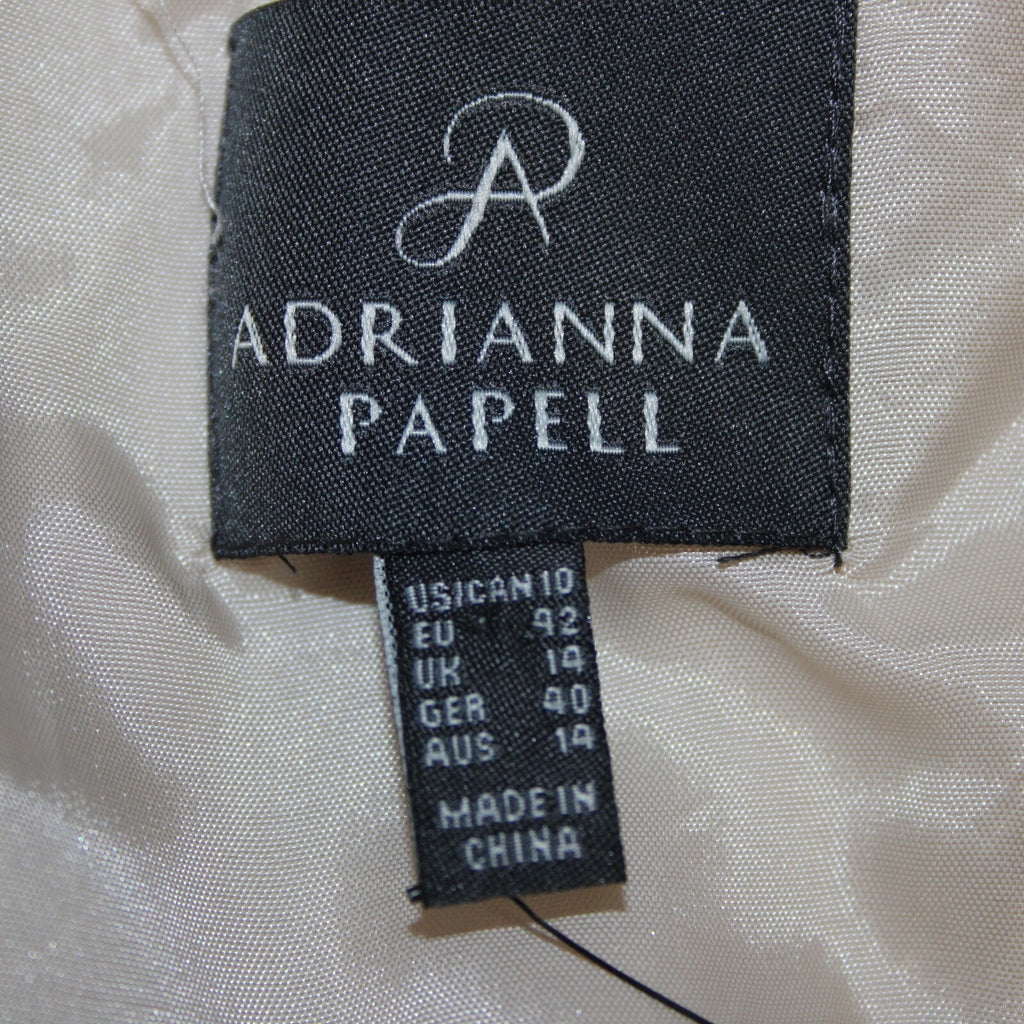 AP
ADRIANNA
PAPELL
US/CAN 10
EU 42
UK 14
GER 40
AUS 14
MADE IN
CHINA